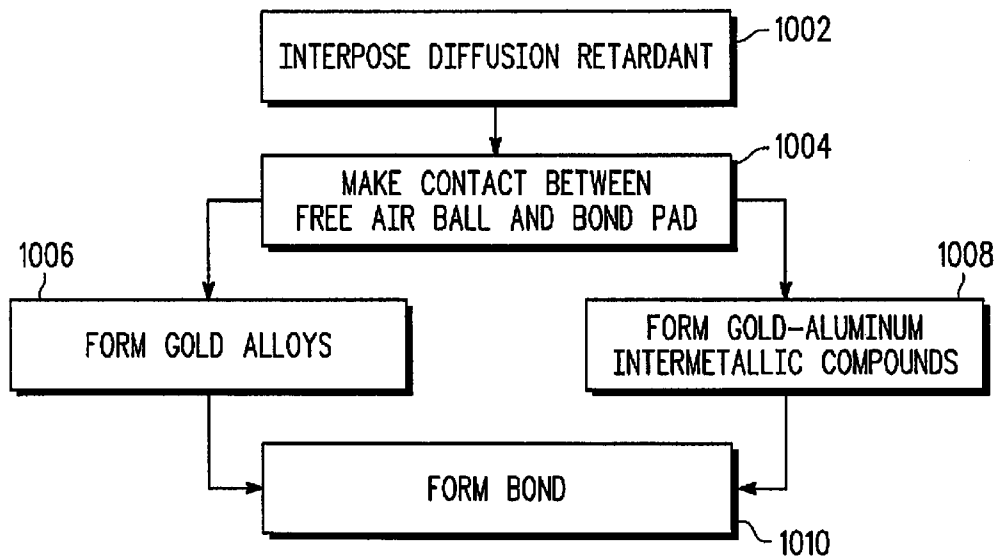 1002
INTERPOSE DIFFUSION RETARDANT
1004
MAKE CONTACT BETWEEN
FREE AIR BALL AND BOND PAD
1006
FORM GOLD ALLOYS
1008
FORM GOLD-ALUMINUM
INTERMETALLIC COMPOUNDS
FORM BOND
1010